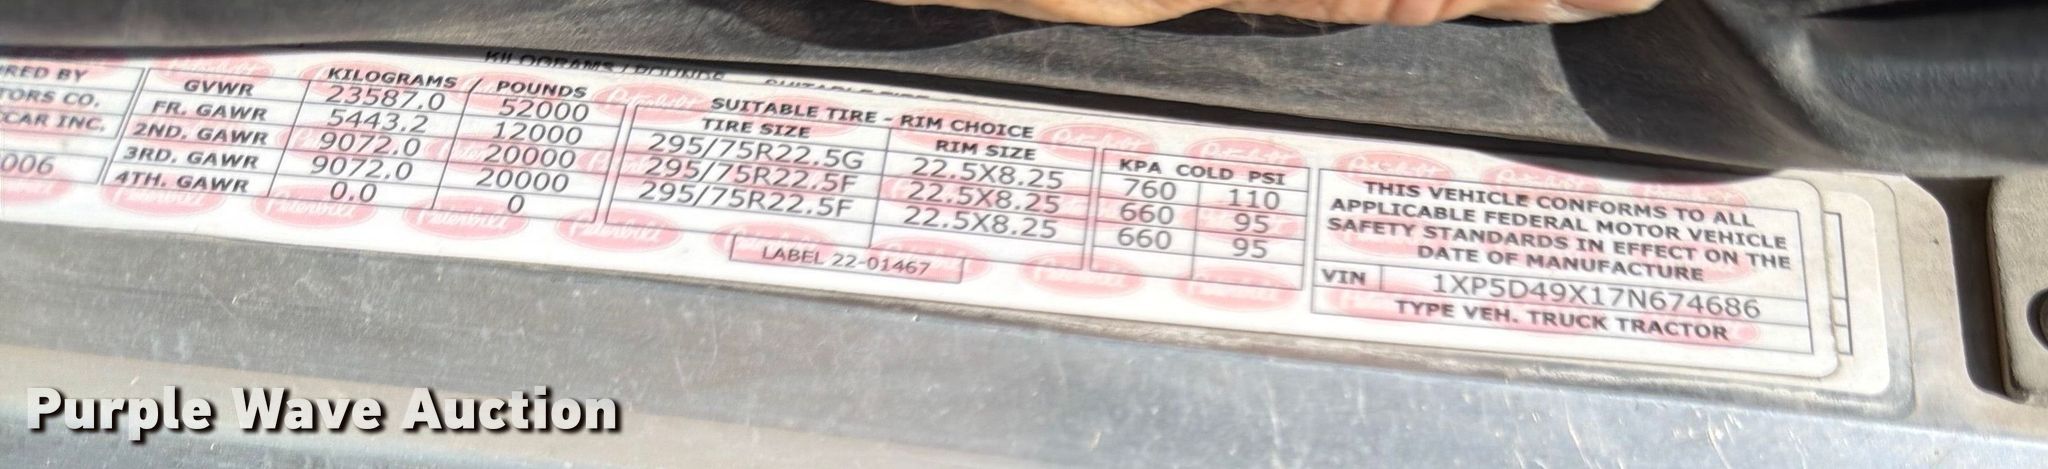 KILOGRAMS / POUNDS
RED BY
TORS CO.
CCAR INC.
006
KILOGRAMS / POUNDS
GVWR 23587.0 52000
FR. GAWR 5443.2 12000
2ND. GAWR 9072.0 20000
3RD. GAWR 9072.0 20000
4TH. GAWR 0.0 0
SUITABLE TIRE - RIM CHOICE
TIRE SIZE RIM SIZE
295/75R22.5G 22.5X8.25
295/75R22.5F 22.5X8.25
295/75R22.5F 22.5X8.25
KPA COLD PSI
760 110
660 95
660 95
LABEL 22-01467
THIS VEHICLE CONFORMS TO ALL
APPLICABLE FEDERAL MOTOR VEHICLE
SAFETY STANDARDS IN EFFECT ON THE
DATE OF MANUFACTURE
VIN 1XP5D49X17N674686
TYPE VEH. TRUCK TRACTOR
Peterbilt
Purple Wave Auction